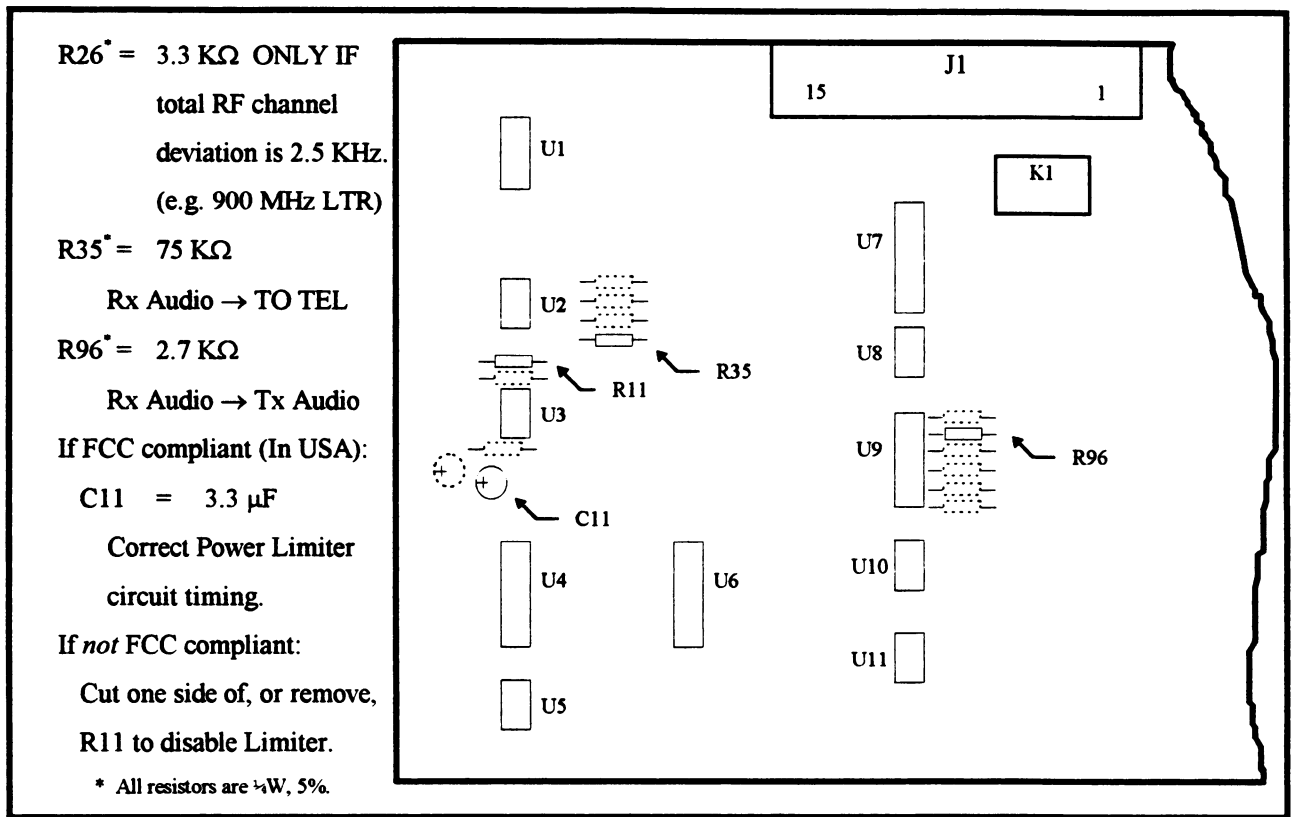 R26* = 3.3 KΩ ONLY IF
total RF channel
deviation is 2.5 KHz.
(e.g. 900 MHz LTR)
R35* = 75 KΩ
Rx Audio → TO TEL
R96* = 2.7 KΩ
Rx Audio → Tx Audio
If FCC compliant (In USA):
C11 = 3.3 µF
Correct Power Limiter
circuit timing.
If not FCC compliant:
Cut one side of, or remove,
R11 to disable Limiter.
* All resistors are ¼W, 5%.
J1
15 1
K1
U1
U2
R35
R11
U3
C11
U4
U6
U5
U7
U8
U9
R96
U10
U11